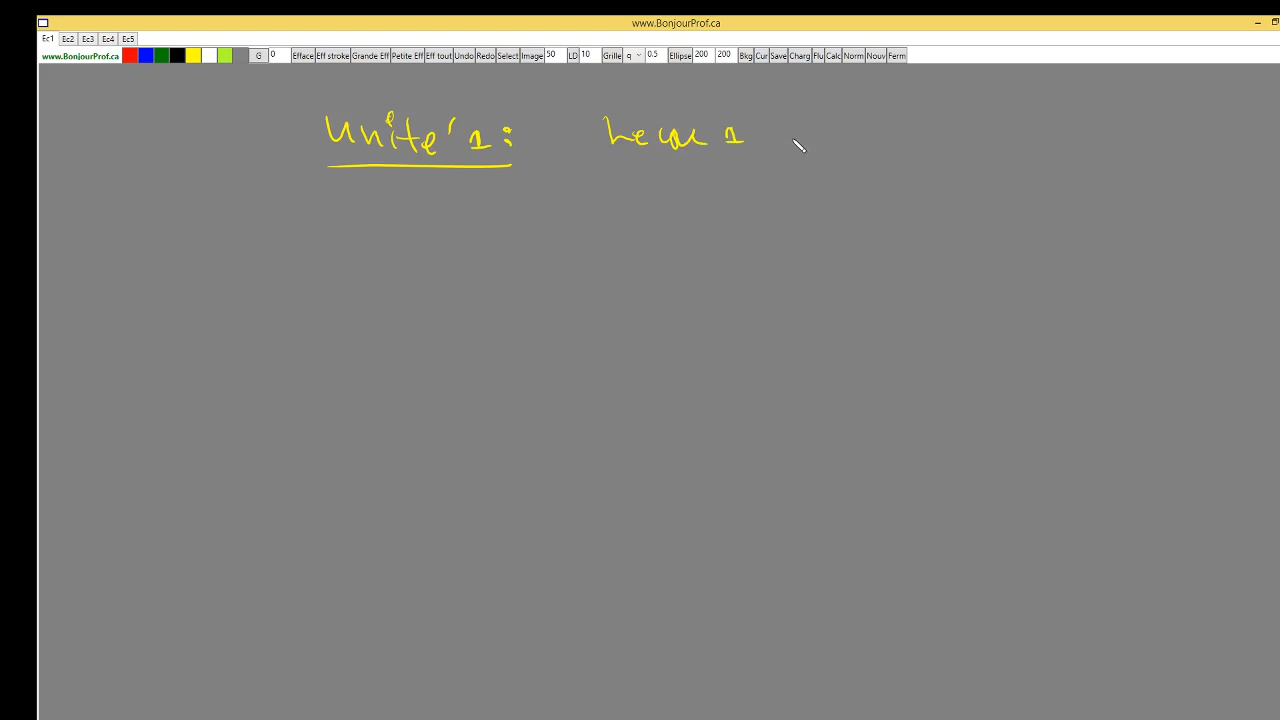 www.BonjourProf.ca
Ec1 Ec2 Ec3 Ec4 Ec5
www.BonjourProf.ca G 0 Efface Eff stroke Grande Eff Petite Eff Eff tout Undo Redo Select Image 50 LD 10 Grille q 0.5 Ellipse 200 200 Bkg Cur Save Charg Flu Calc Norm Nouv Ferm
Unité 1: 1